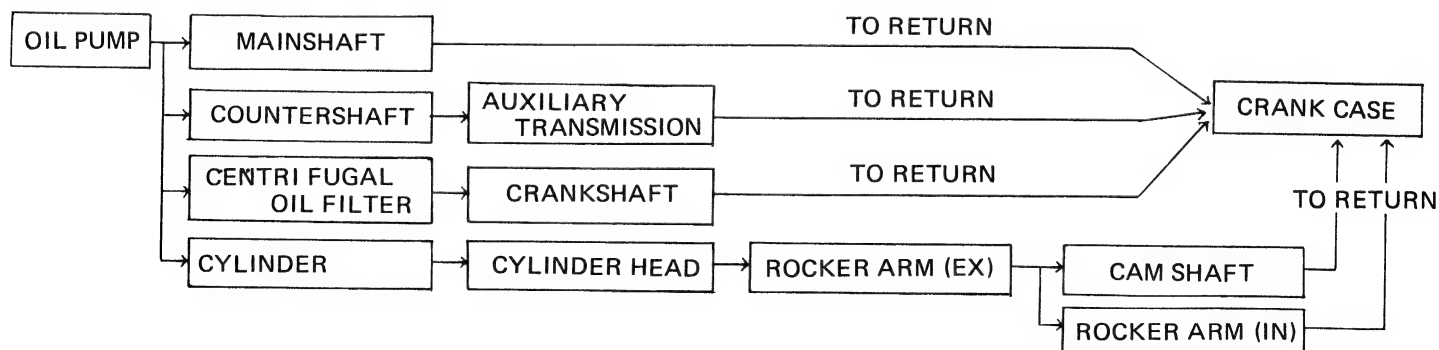 OIL PUMP
MAINSHAFT
TO RETURN
COUNTERSHAFT
AUXILIARY
TRANSMISSION
TO RETURN
CRANK CASE
CENTRI FUGAL
OIL FILTER
CRANKSHAFT
TO RETURN
TO RETURN
CYLINDER
CYLINDER HEAD
ROCKER ARM (EX)
CAM SHAFT
ROCKER ARM (IN)